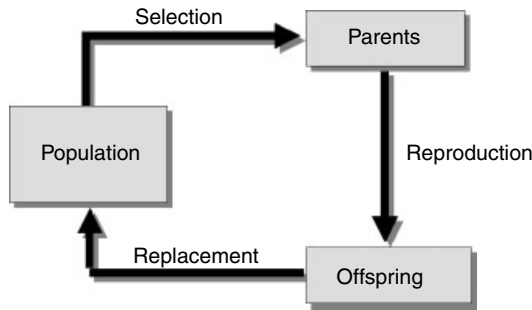 Selection
Parents
Population
Reproduction
Replacement
Offspring